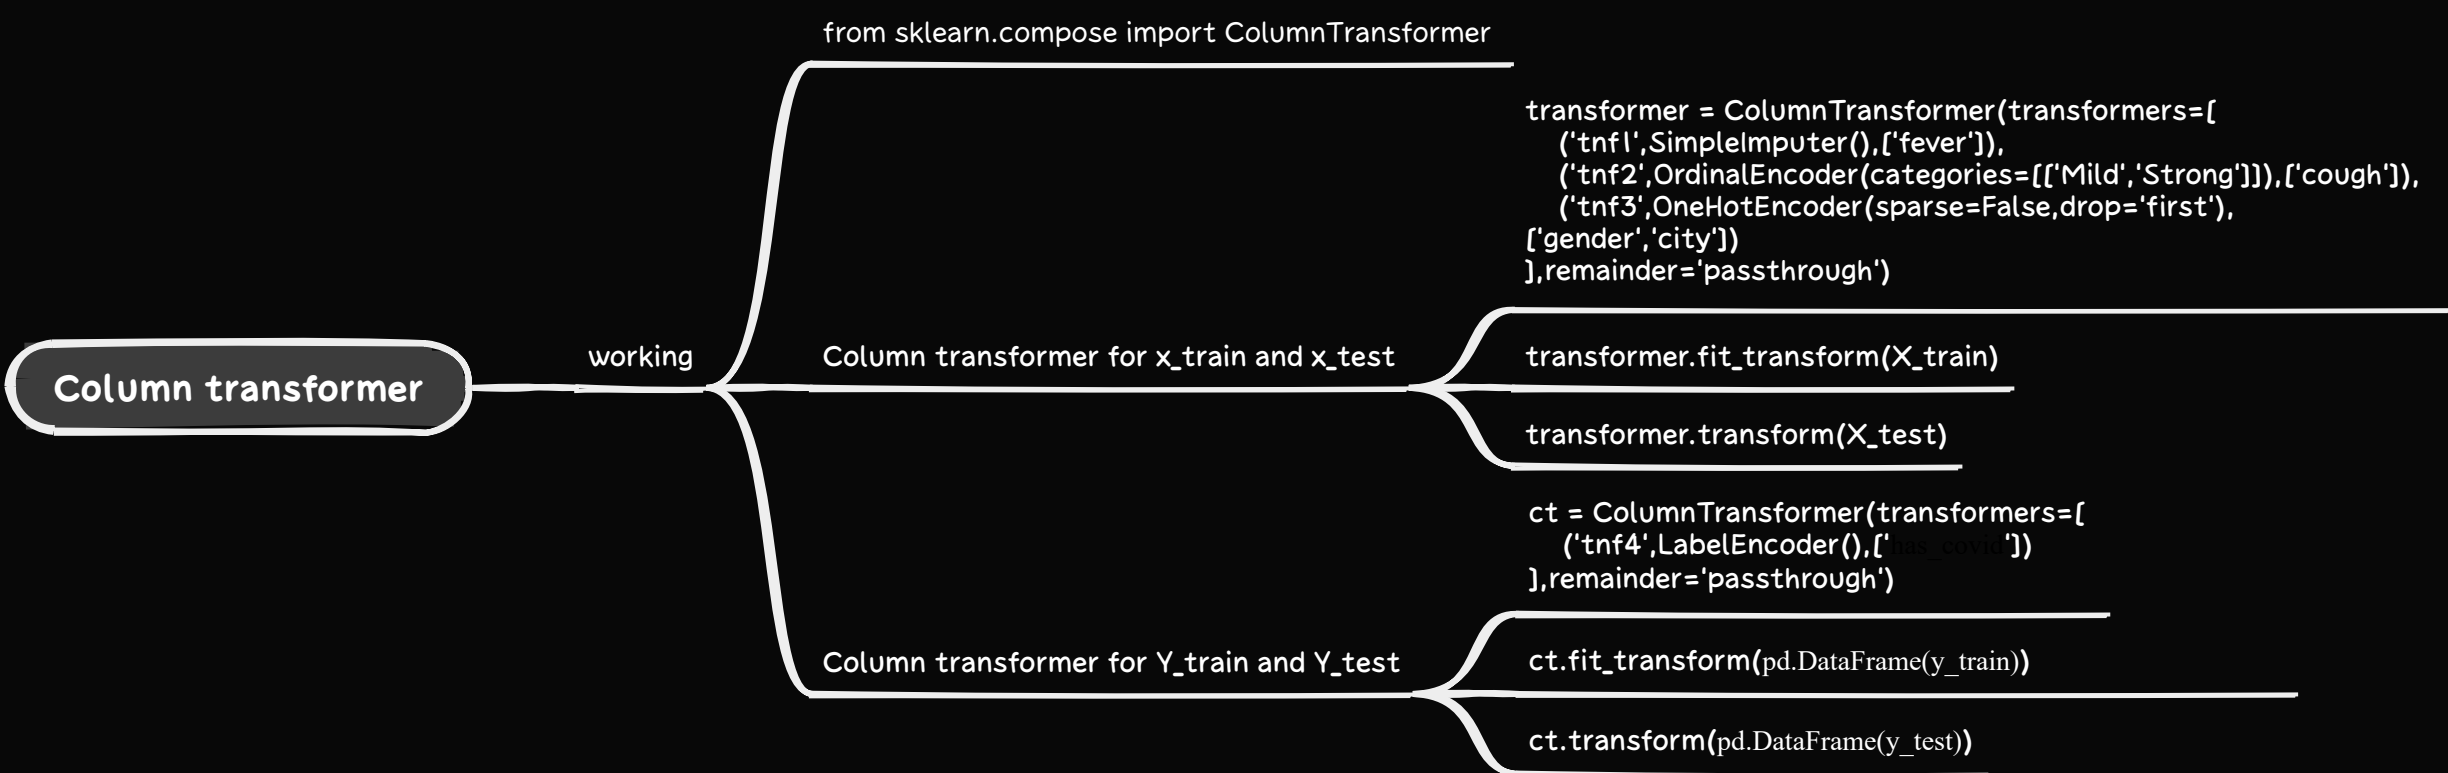 Column transformer
working
from sklearn.compose import ColumnTransformer
Column transformer for x_train and x_test
transformer = ColumnTransformer(transformers=[
('tnf1',SimpleImputer(),['fever']),
('tnf2',OrdinalEncoder(categories=[['Mild','Strong']]),['cough']),
('tnf3',OneHotEncoder(sparse=False,drop='first'),
['gender','city'])
],remainder='passthrough')
transformer.fit_transform(X_train)
transformer.transform(X_test)
Column transformer for Y_train and Y_test
ct = ColumnTransformer(transformers=[
('tnf4',LabelEncoder(),['has_covid'])
],remainder='passthrough')
ct.fit_transform(pd.DataFrame(y_train))
ct.transform(pd.DataFrame(y_test))